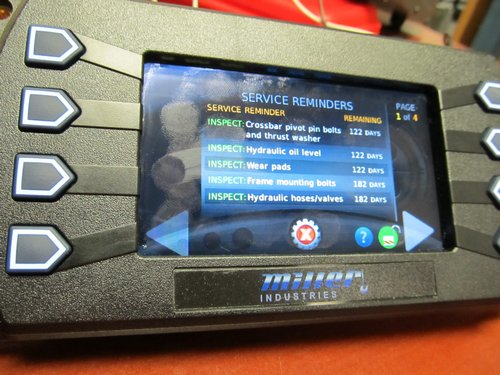 SERVICE REMINDERS
PAGE
SERVICE REMINDER REMAINING
1 of 4
INSPECT: Crossbar pivot pin bolts 122 DAYS
and thrust washer
INSPECT: Hydraulic oil level 122 DAYS
INSPECT: Wear pads 122 DAYS
INSPECT: Frame mounting bolts 182 DAYS
INSPECT: Hydraulic hoses/valves 182 DAYS
X
?
miller
INDUSTRIES